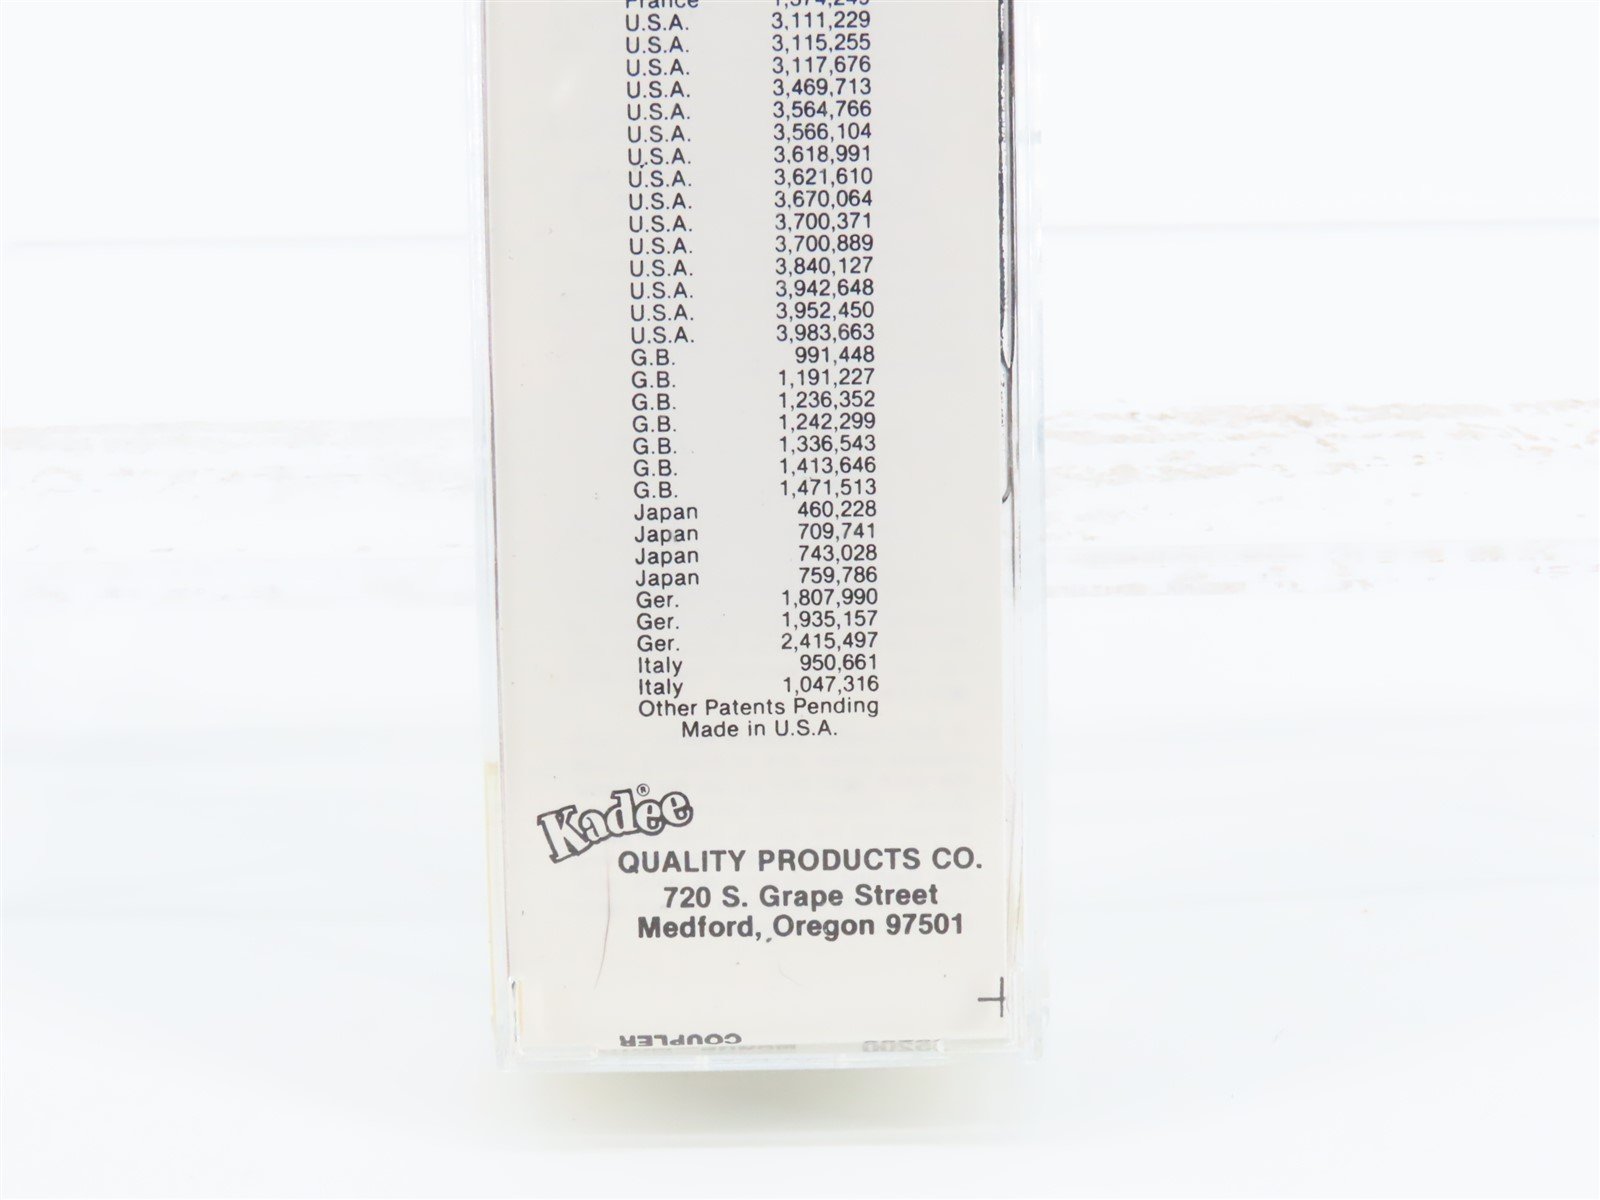 France 1,574,249
U.S.A. 3,111,229
U.S.A. 3,115,255
U.S.A. 3,117,676
U.S.A. 3,469,713
U.S.A. 3,564,766
U.S.A. 3,566,104
U.S.A. 3,618,991
U.S.A. 3,621,610
U.S.A. 3,670,064
U.S.A. 3,700,371
U.S.A. 3,700,889
U.S.A. 3,840,127
U.S.A. 3,942,648
U.S.A. 3,952,450
U.S.A. 3,983,663
G.B. 991,448
G.B. 1,191,227
G.B. 1,236,352
G.B. 1,242,299
G.B. 1,336,543
G.B. 1,413,646
G.B. 1,471,513
Japan 460,228
Japan 709,741
Japan 743,028
Japan 759,786
Ger. 1,807,990
Ger. 1,935,157
Ger. 2,415,497
Italy 950,661
Italy 1,047,316
Other Patents Pending
Made in U.S.A.
Kadee®
QUALITY PRODUCTS CO.
720 S. Grape Street
Medford, Oregon 97501
COUPLER